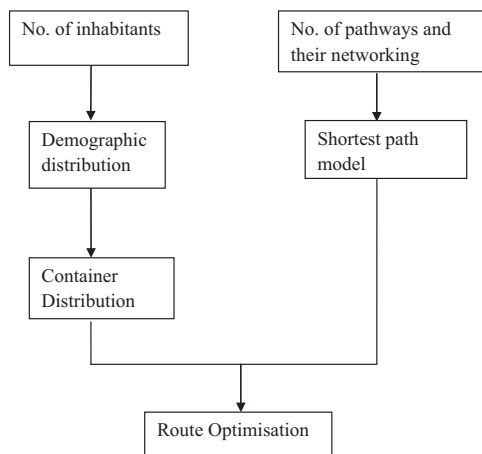 No. of inhabitants
No. of pathways and
their networking
Demographic
distribution
Shortest path
model
Container
Distribution
Route Optimisation